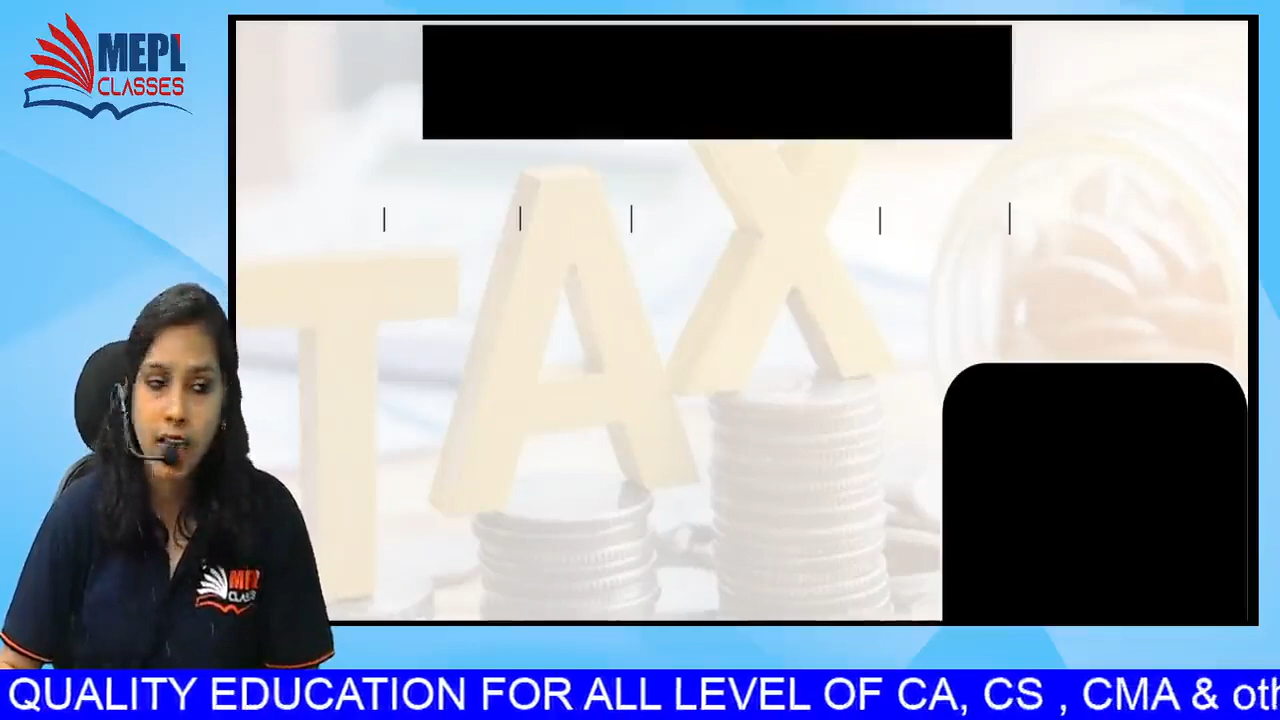 MEPL
CLASSES
TAX
MEPL
CLASS
QUALITY EDUCATION FOR ALL LEVEL OF CA, CS , CMA & oth